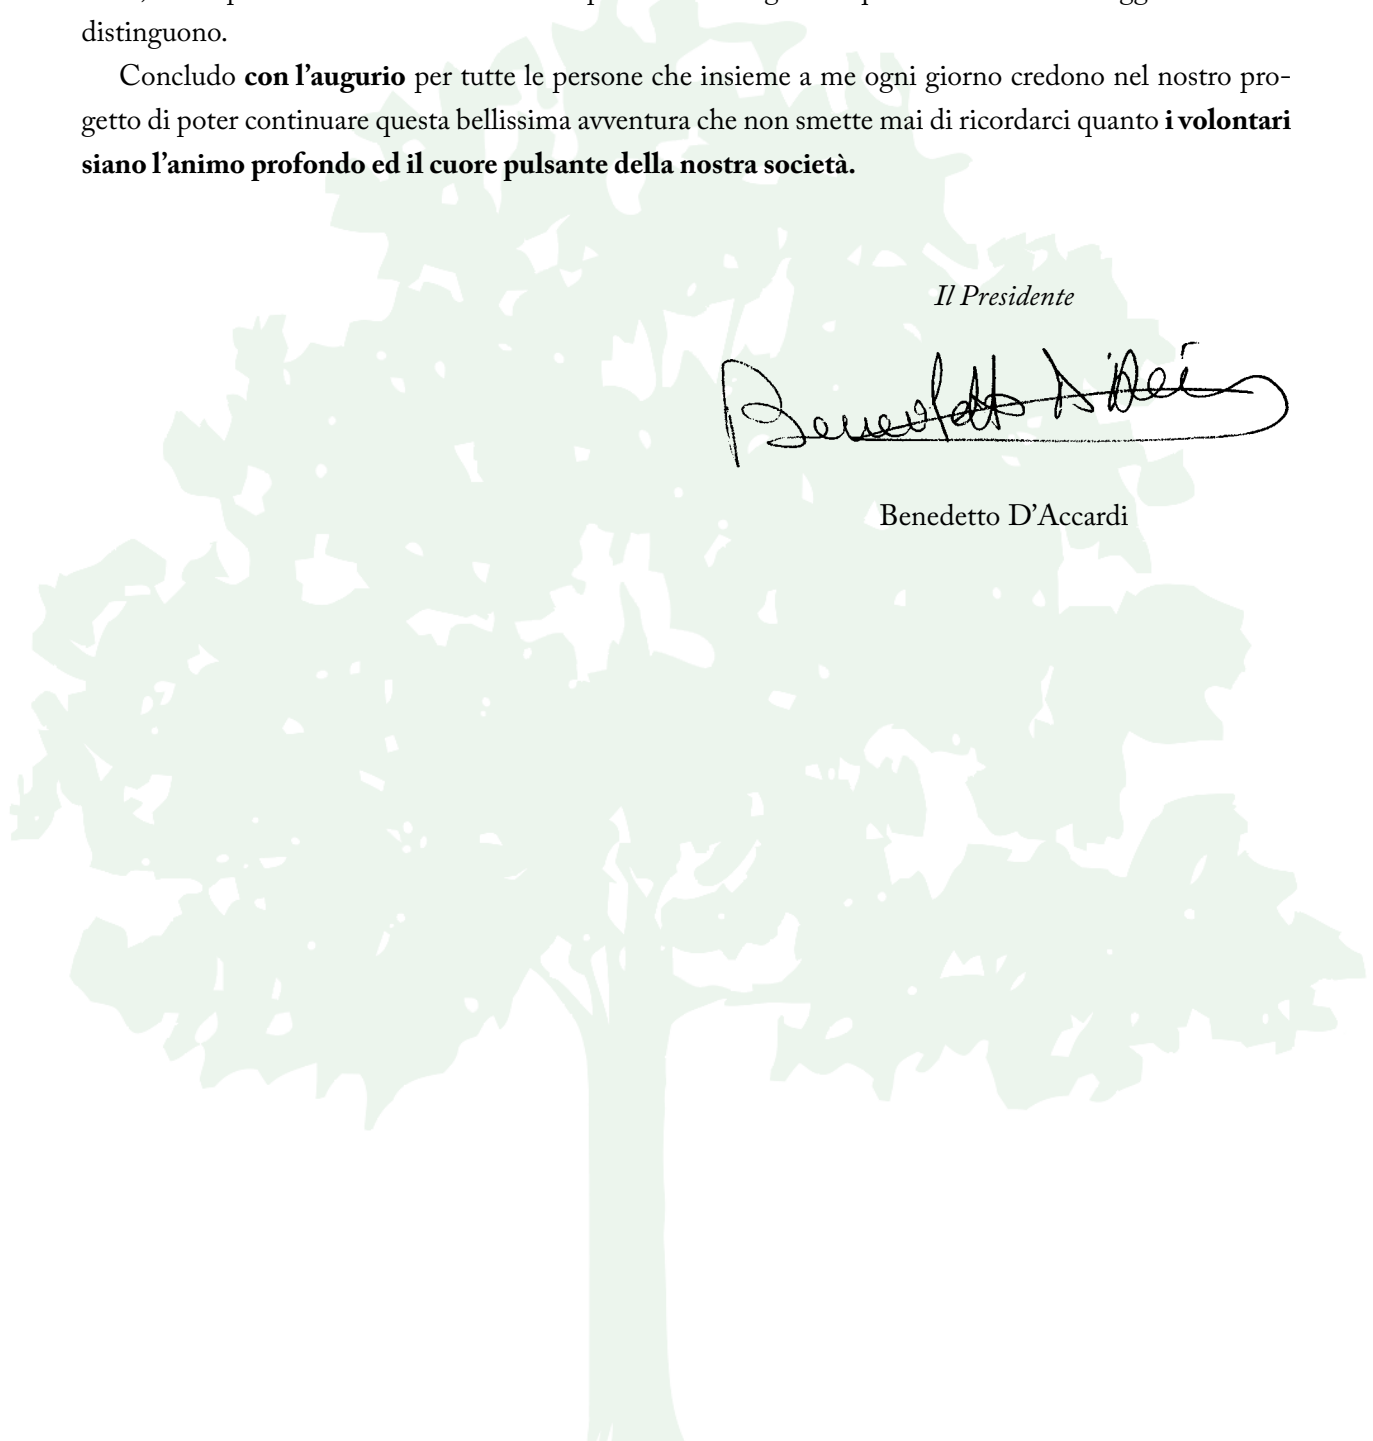 distinguono.
Concludo con l’augurio per tutte le persone che insieme a me ogni giorno credono nel nostro pro-
getto di poter continuare questa bellissima avventura che non smette mai di ricordarci quanto i volontari
siano l’animo profondo ed il cuore pulsante della nostra società.
Il Presidente
Benedetto D’Accardi